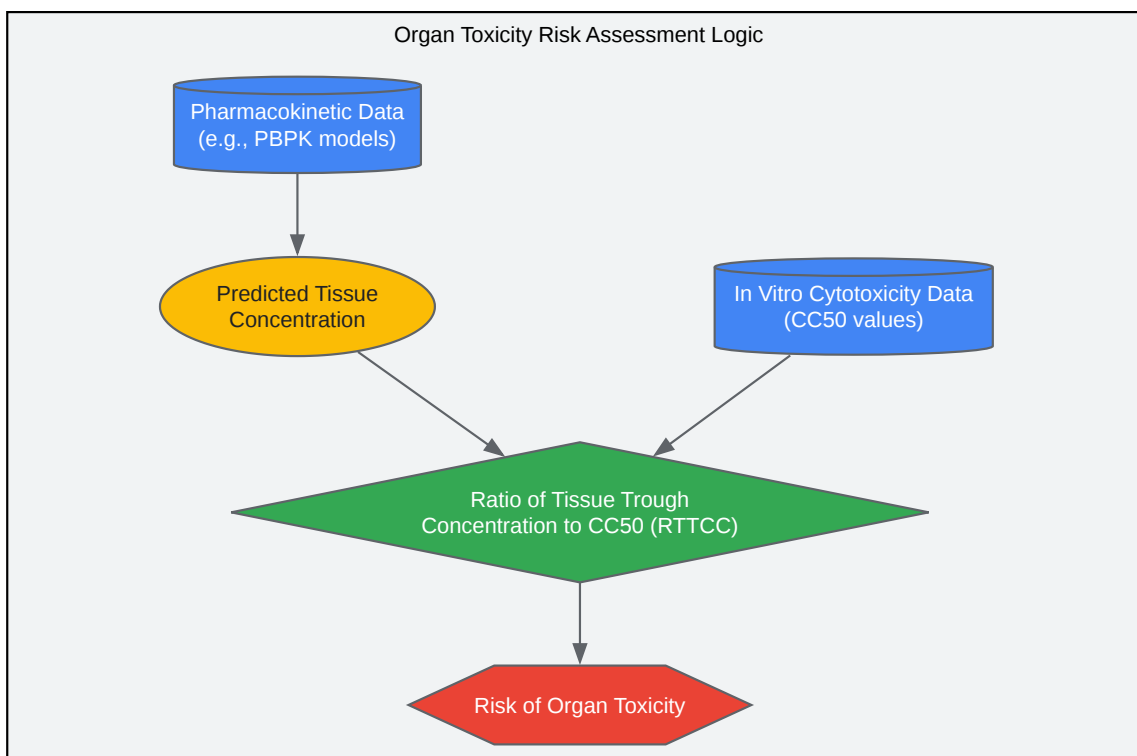 Organ Toxicity Risk Assessment Logic
Pharmacokinetic Data
(e.g., PBPK models)
Predicted Tissue
Concentration
In Vitro Cytotoxicity Data
(CC50 values)
Ratio of Tissue Trough
Concentration to CC50 (RTTCC)
Risk of Organ Toxicity